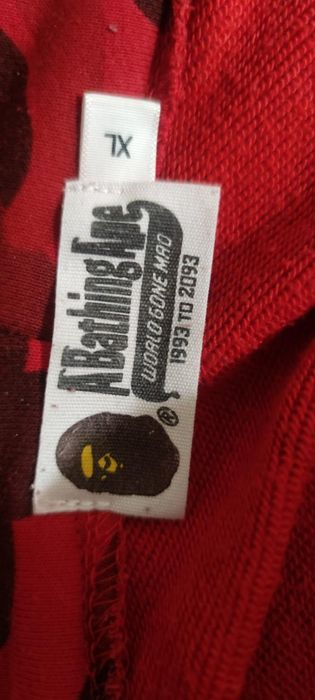 XL
A Bathing Ape
WORLD GONE MAD
1993 TO 2093
®